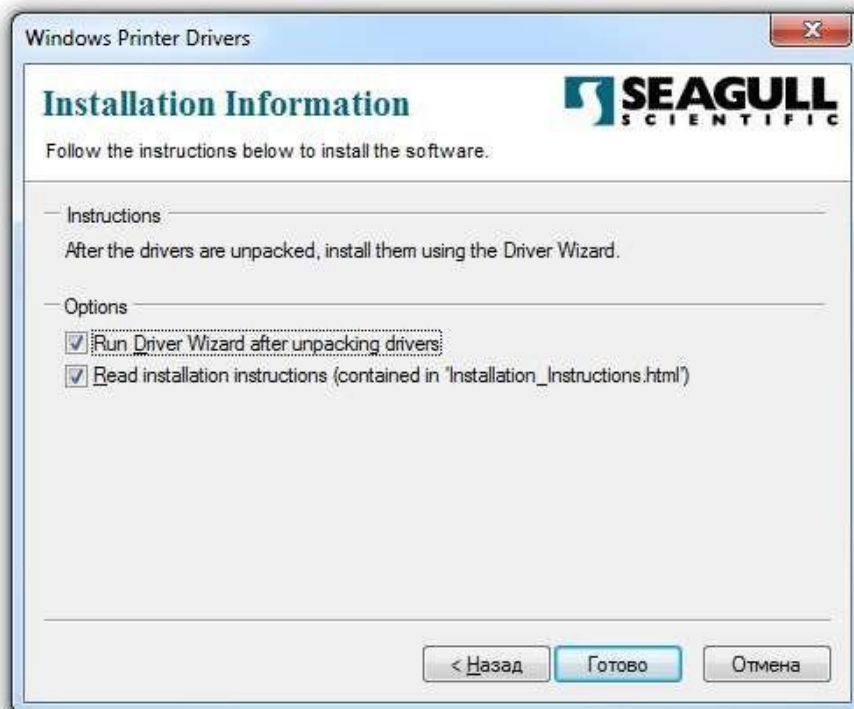 Windows Printer Drivers
Installation Information
SEAGULL
SCIENTIFIC
Follow the instructions below to install the software.
Instructions
After the drivers are unpacked, install them using the Driver Wizard.
Options
Run Driver Wizard after unpacking drivers
Read installation instructions (contained in 'Installation_Instructions.html')
< Назад
Готово
Отмена